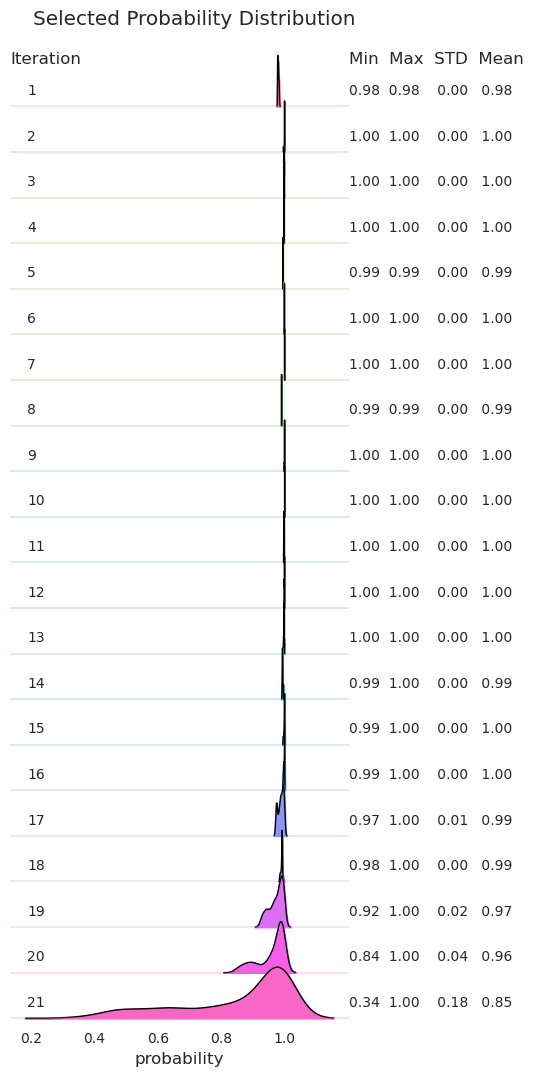 Selected Probability Distribution
Iteration Min Max STD Mean
1 0.98 0.98 0.00 0.98
2 1.00 1.00 0.00 1.00
3 1.00 1.00 0.00 1.00
4 1.00 1.00 0.00 1.00
5 0.99 0.99 0.00 0.99
6 1.00 1.00 0.00 1.00
7 1.00 1.00 0.00 1.00
8 0.99 0.99 0.00 0.99
9 1.00 1.00 0.00 1.00
10 1.00 1.00 0.00 1.00
11 1.00 1.00 0.00 1.00
12 1.00 1.00 0.00 1.00
13 1.00 1.00 0.00 1.00
14 0.99 1.00 0.00 0.99
15 0.99 1.00 0.00 1.00
16 0.99 1.00 0.00 1.00
17 0.97 1.00 0.01 0.99
18 0.98 1.00 0.00 0.99
19 0.92 1.00 0.02 0.97
20 0.84 1.00 0.04 0.96
21 0.34 1.00 0.18 0.85
0.2 0.4 0.6 0.8 1.0
probability